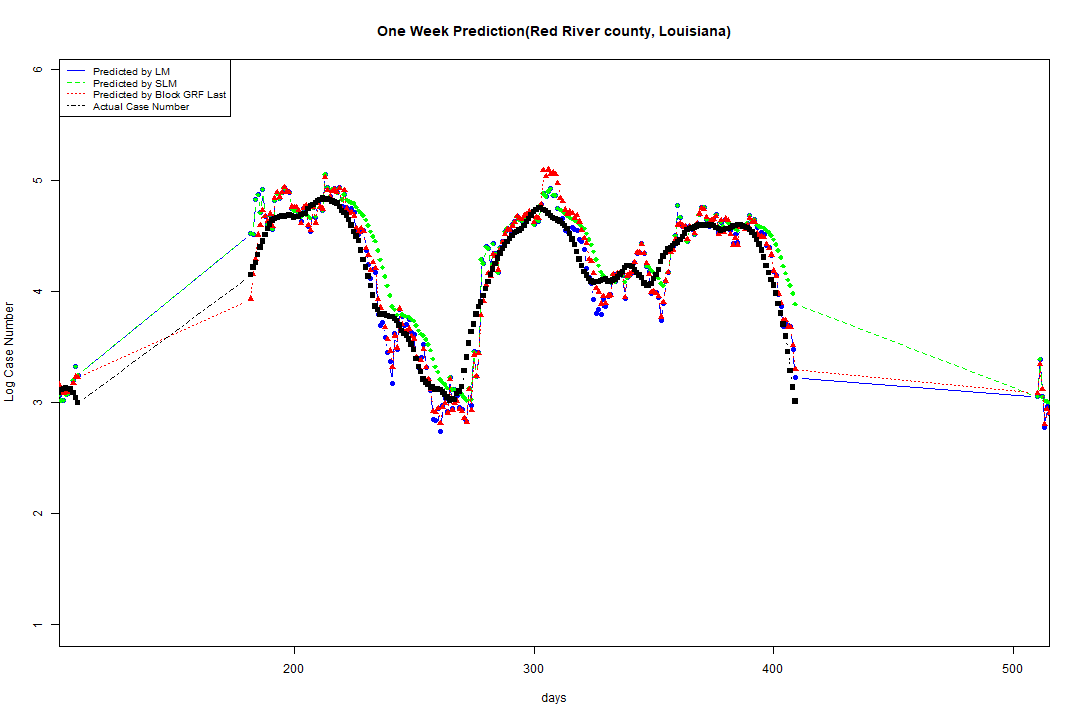 One Week Prediction(Red River county, Louisiana)
Predicted by LM
Predicted by SLM
Predicted by Block GRF Last
Actual Case Number
6
5
4
3
2
1
Log Case Number
200 300 400 500
days